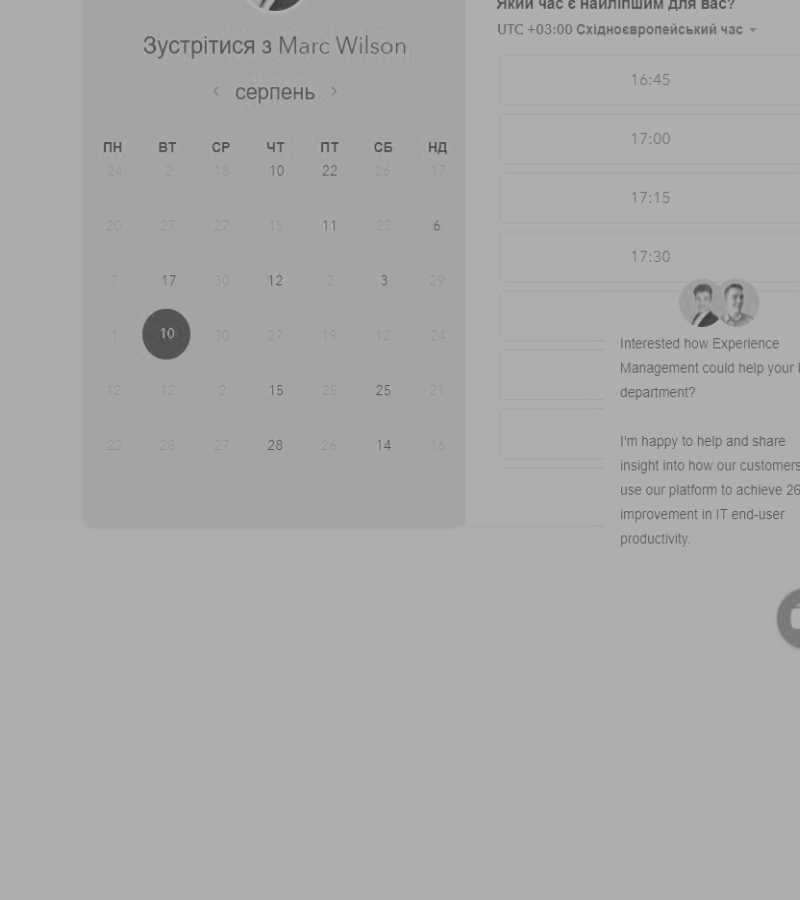 Який час є найліпшим для вас?
UTC +03:00 Східноєвропейський час
Зустрітися з Marc Wilson
серпень
ПН ВТ СР ЧТ ПТ СБ НД
24 2 18 10 22 26 17
20 27 27 15 11 23 6
7 17 30 12 2 3 29
1 10 30 27 19 12 24
12 12 2 15 25 25 21
22 28 27 28 26 14 16
16:45
17:00
17:15
17:30
Interested how Experience
Management could help your
department?
I'm happy to help and share
insight into how our customers
use our platform to achieve 26
improvement in IT end-user
productivity.